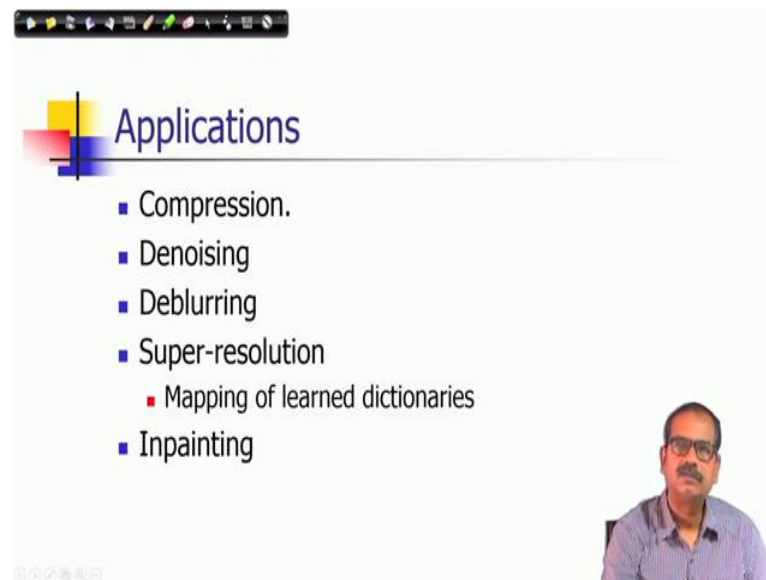 Applications
Compression.
Denoising
Deblurring
Super-resolution
Mapping of learned dictionaries
Inpainting